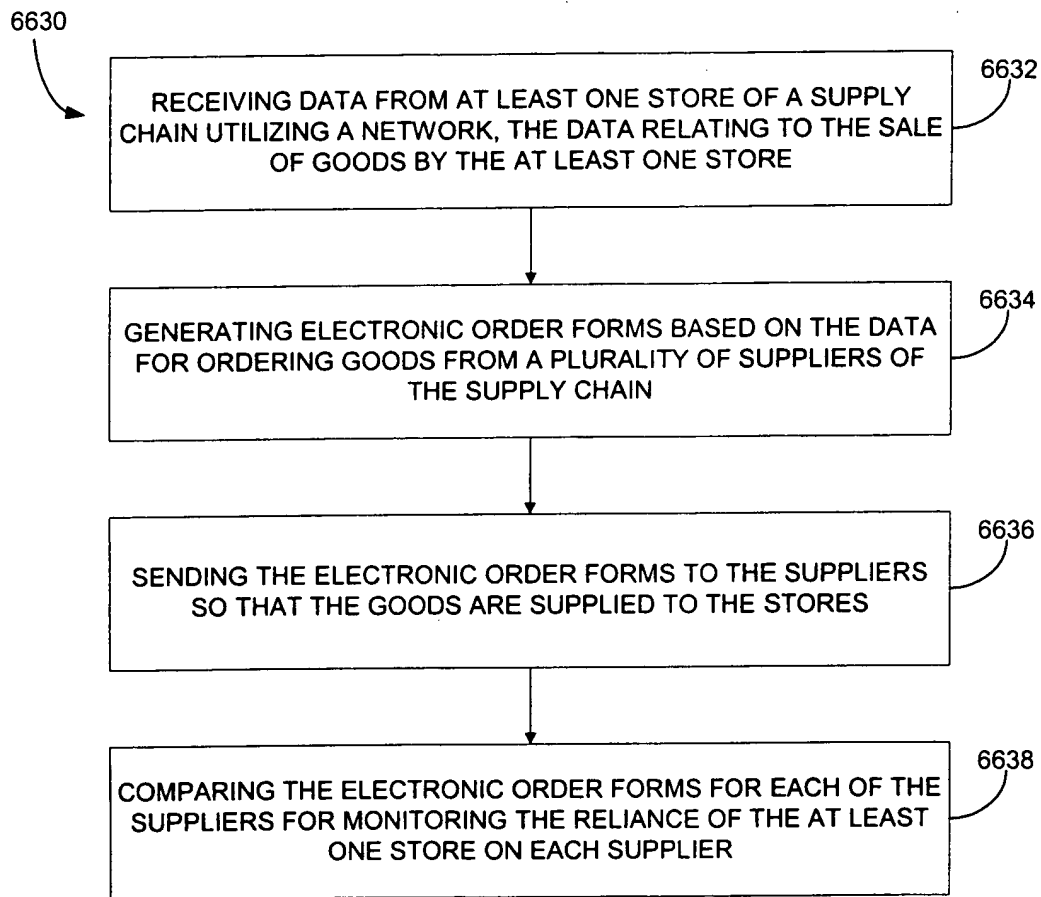 6630
6632
RECEIVING DATA FROM AT LEAST ONE STORE OF A SUPPLY
CHAIN UTILIZING A NETWORK, THE DATA RELATING TO THE SALE
OF GOODS BY THE AT LEAST ONE STORE
6634
GENERATING ELECTRONIC ORDER FORMS BASED ON THE DATA
FOR ORDERING GOODS FROM A PLURALITY OF SUPPLIERS OF
THE SUPPLY CHAIN
6636
SENDING THE ELECTRONIC ORDER FORMS TO THE SUPPLIERS
SO THAT THE GOODS ARE SUPPLIED TO THE STORES
6638
COMPARING THE ELECTRONIC ORDER FORMS FOR EACH OF THE
SUPPLIERS FOR MONITORING THE RELIANCE OF THE AT LEAST
ONE STORE ON EACH SUPPLIER